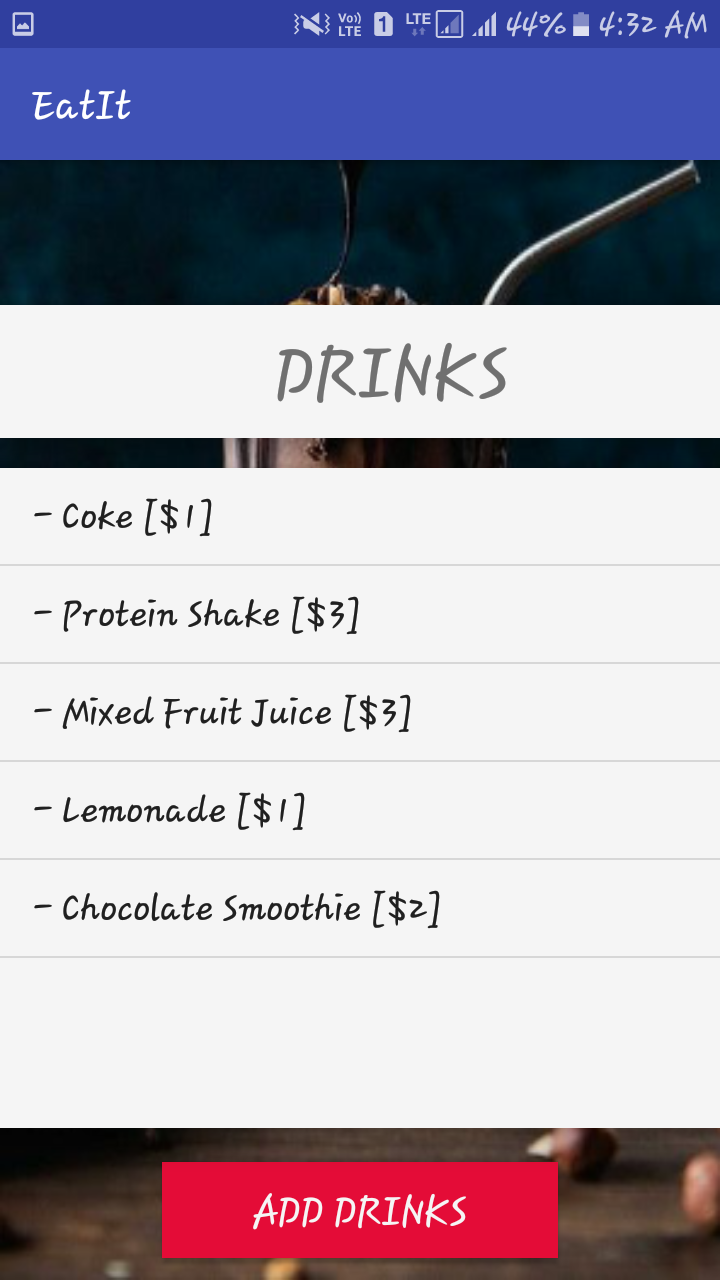 Vo)) LTE 1 LTE 44% 4:32 AM
EatIt
DRINKS
- Coke [$1]
- Protein Shake [$3]
- Mixed Fruit Juice [$3]
- Lemonade [$1]
- Chocolate Smoothie [$2]
ADD DRINKS